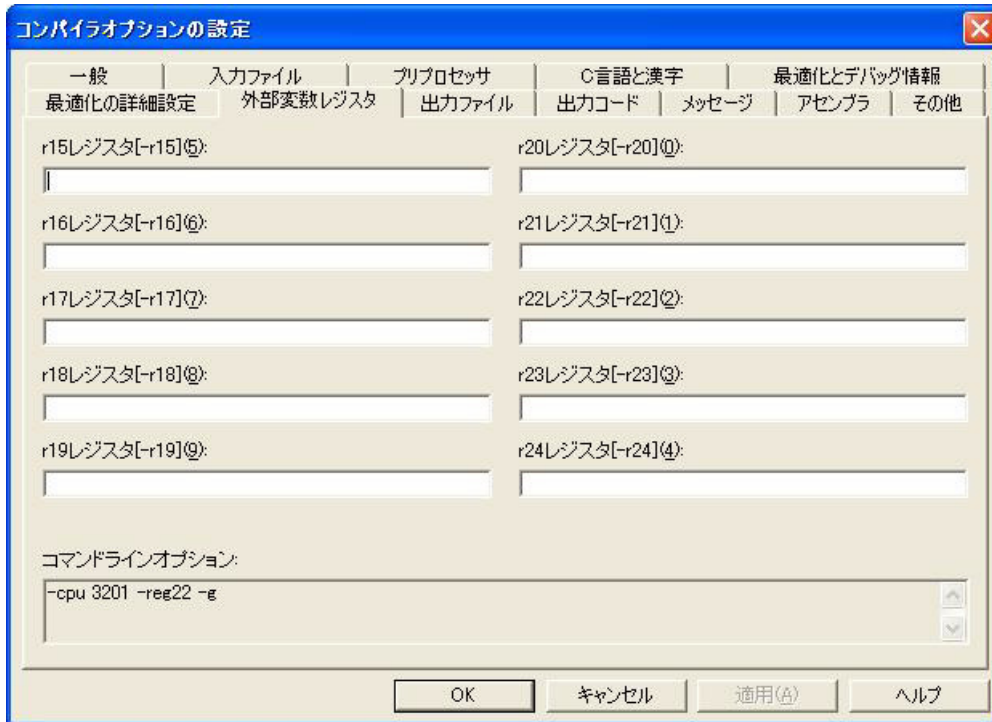 コンパイラオプションの設定
一般 入力ファイル プリプロセッサ C言語と漢字 最適化とデバッグ情報
最適化の詳細設定 外部変数レジスタ 出力ファイル 出力コード メッセージ アセンブラ その他
r15レジスタ[-r15](5): r20レジスタ[-r20](0):
r16レジスタ[-r16](6): r21レジスタ[-r21](1):
r17レジスタ[-r17](7): r22レジスタ[-r22](2):
r18レジスタ[-r18](8): r23レジスタ[-r23](3):
r19レジスタ[-r19](9): r24レジスタ[-r24](4):
コマンドラインオプション:
-cpu 3201 -reg22 -g
OK キャンセル 適用(A) ヘルプ